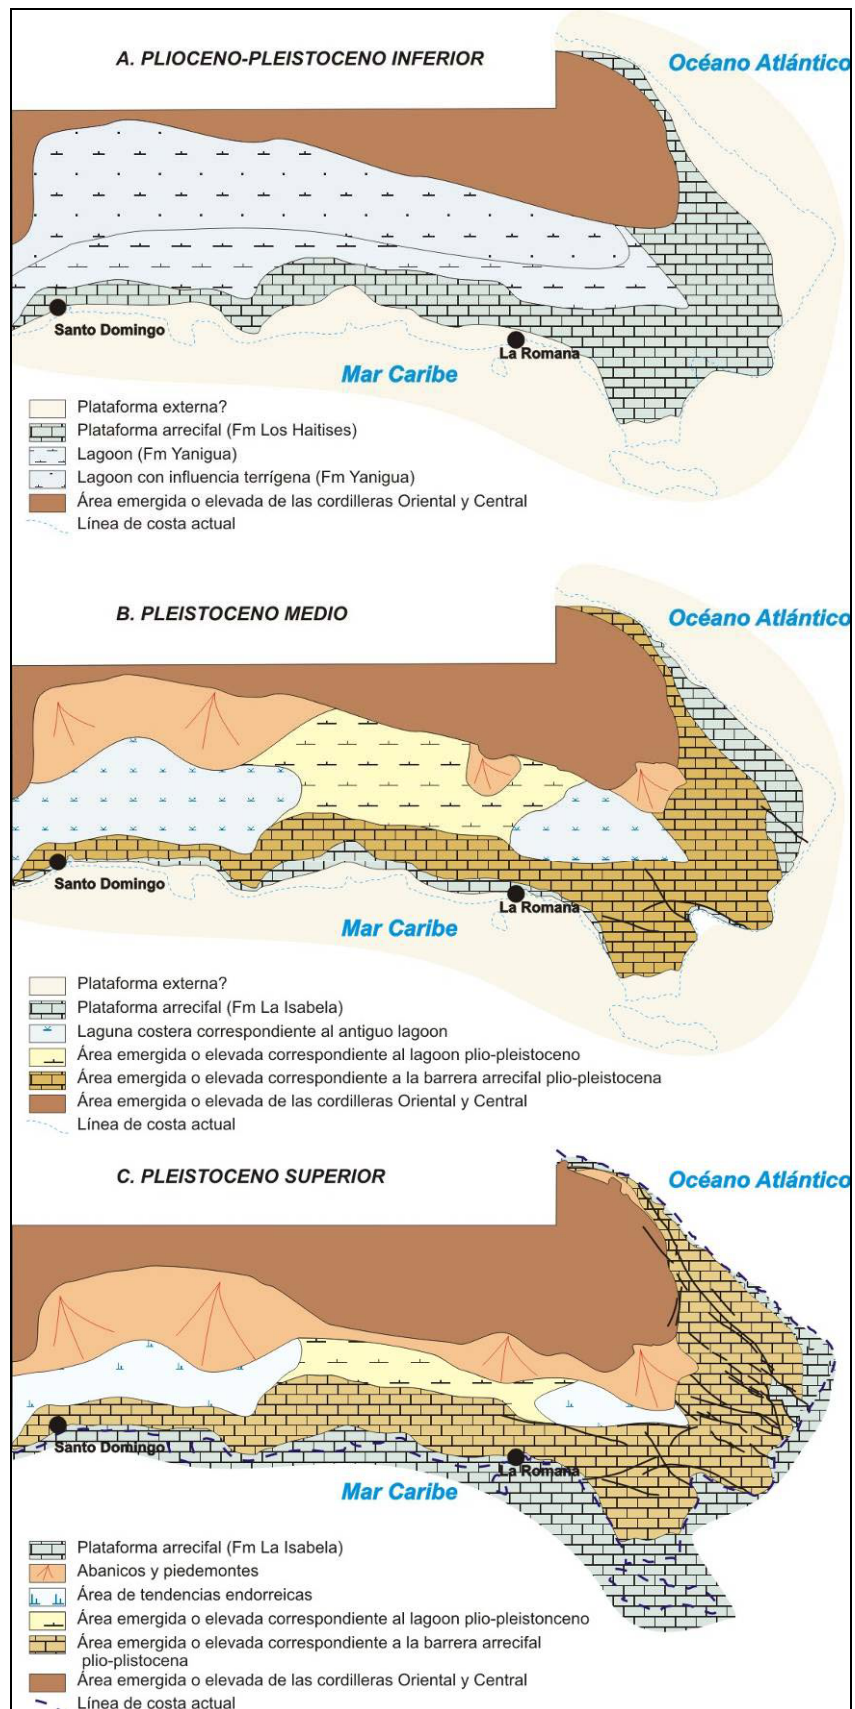 A. PLIOCENO-PLEISTOCENO INFERIOR
Océano Atlántico
Santo Domingo
La Romana
Mar Caribe
Plataforma externa?
Plataforma arrecifal (Fm Los Haitises)
Lagoon (Fm Yanigua)
Lagoon con influencia terrígena (Fm Yanigua)
Área emergida o elevada de las cordilleras Oriental y Central
Línea de costa actual
B. PLEISTOCENO MEDIO
Océano Atlántico
Santo Domingo
La Romana
Mar Caribe
Plataforma externa?
Plataforma arrecifal (Fm La Isabela)
Laguna costera correspondiente al antiguo lagoon
Área emergida o elevada correspondiente al lagoon plio-pleistoceno
Área emergida o elevada correspondiente a la barrera arrecifal plio-pleistocena
Área emergida o elevada de las cordilleras Oriental y Central
Línea de costa actual
C. PLEISTOCENO SUPERIOR
Océano Atlántico
Santo Domingo
La Romana
Mar Caribe
Plataforma arrecifal (Fm La Isabela)
Abanicos y piedemontes
Área de tendencias endorreicas
Área emergida o elevada correspondiente al lagoon plio-pleistonceno
Área emergida o elevada correspondiente a la barrera arrecifal
plio-plistocena
Área emergida o elevada de las cordilleras Oriental y Central
Línea de costa actual